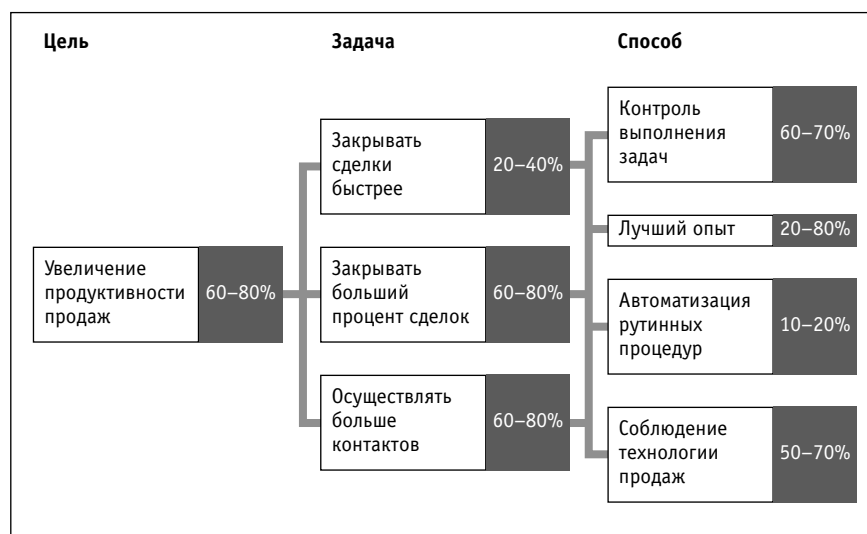 Цель
Задача
Способ
Увеличение
продуктивности
продаж
60–80%
Закрывать
сделки
быстрее
20–40%
Закрывать
больший
процент сделок
60–80%
Осуществлять
больше
контактов
60–80%
Контроль
выполнения
задач
60–70%
Лучший опыт
20–80%
Автоматизация
рутинных
процедур
10–20%
Соблюдение
технологии
продаж
50–70%